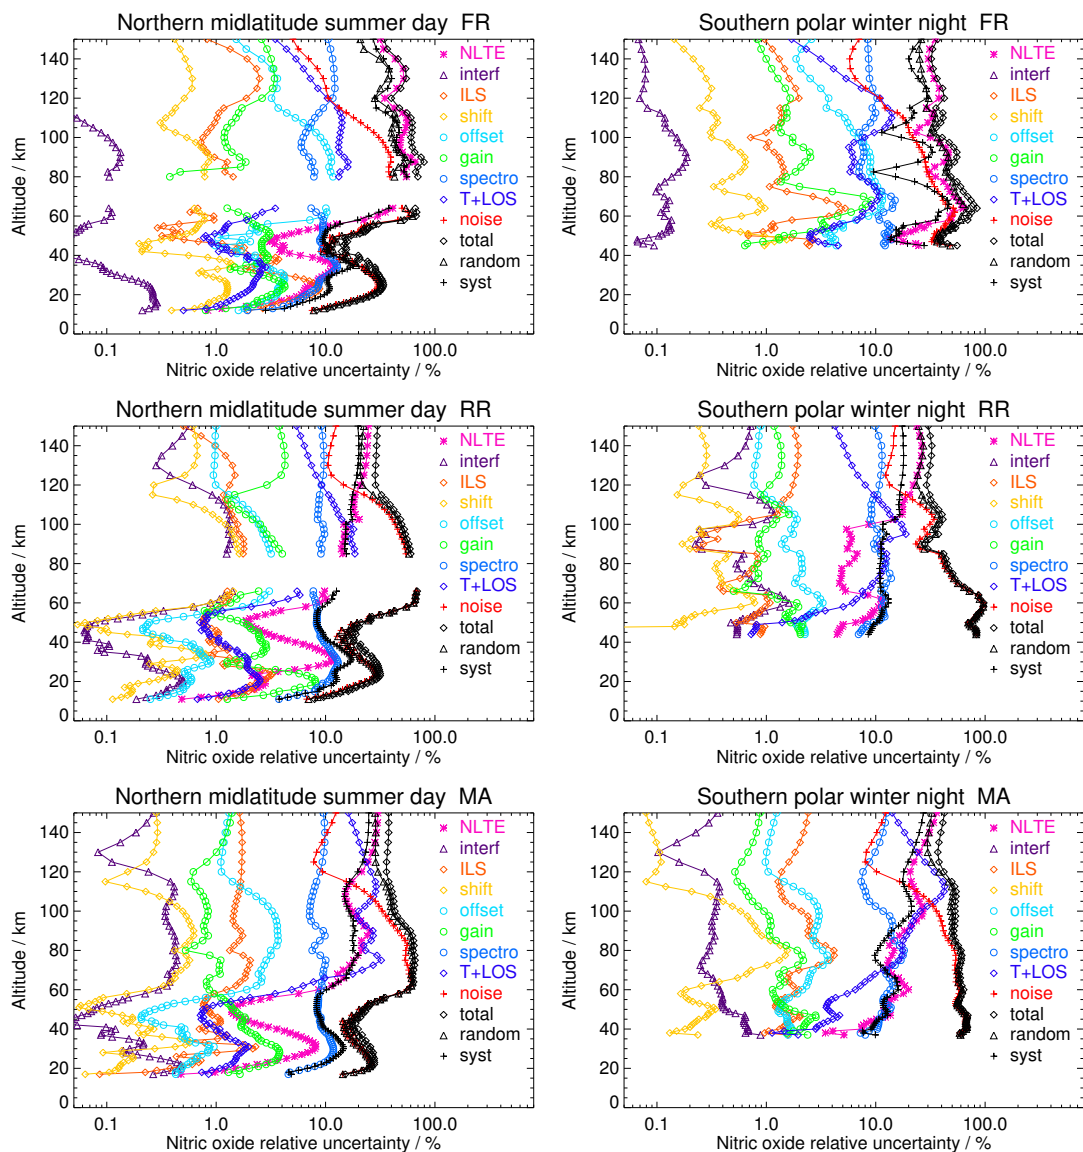 Northern midlatitude summer day FR
Altitude / km
140
120
100
80
60
40
20
0
NLTE
interf
ILS
shift
offset
gain
spectro
T+LOS
noise
total
random
syst
0.1 1.0 10.0 100.0
Nitric oxide relative uncertainty / %
Southern polar winter night FR
Altitude / km
140
120
100
80
60
40
20
0
NLTE
interf
ILS
shift
offset
gain
spectro
T+LOS
noise
total
random
syst
0.1 1.0 10.0 100.0
Nitric oxide relative uncertainty / %
Northern midlatitude summer day RR
Altitude / km
140
120
100
80
60
40
20
0
NLTE
interf
ILS
shift
offset
gain
spectro
T+LOS
noise
total
random
syst
0.1 1.0 10.0 100.0
Nitric oxide relative uncertainty / %
Southern polar winter night RR
Altitude / km
140
120
100
80
60
40
20
0
NLTE
interf
ILS
shift
offset
gain
spectro
T+LOS
noise
total
random
syst
0.1 1.0 10.0 100.0
Nitric oxide relative uncertainty / %
Northern midlatitude summer day MA
Altitude / km
140
120
100
80
60
40
20
0
NLTE
interf
ILS
shift
offset
gain
spectro
T+LOS
noise
total
random
syst
0.1 1.0 10.0 100.0
Nitric oxide relative uncertainty / %
Southern polar winter night MA
Altitude / km
140
120
100
80
60
40
20
0
NLTE
interf
ILS
shift
offset
gain
spectro
T+LOS
noise
total
random
syst
0.1 1.0 10.0 100.0
Nitric oxide relative uncertainty / %